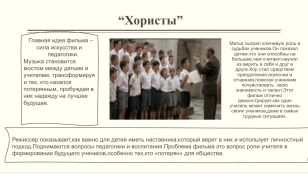 “Хористы”
Главная идея фильма –
сила искусства и
педагогики.
Музыка становится
мостом между детьми и
учителем, трансформируя
тех, кто казался
потерянным, пробуждая в
них надежду на лучшее
будущее.
Матье сыграл ключевую роль в
судьбах учеников.Он показал
детям,что они способны на
большее,чем считают,научил
их верить в себя и друг в
друга.Хор стал средством
преодоления агрессии и
отчаяния,помогая ученикам
почувствовать свою
значимость и талант.Этот
фильм отлично
демонстрирует,как один
учитель может изменить жизнь
своих учеников,даже в самых
трудных ситуациях.
Режиссер показывает,как важно для детей иметь наставника,который верит в них и использует личностный
подход.Поднимаются вопросы педагогики и воспитания.Проблема фильма это вопрос роли учителя в
формировании будущего учеников,особенно тех,кто «потерян» для общества.